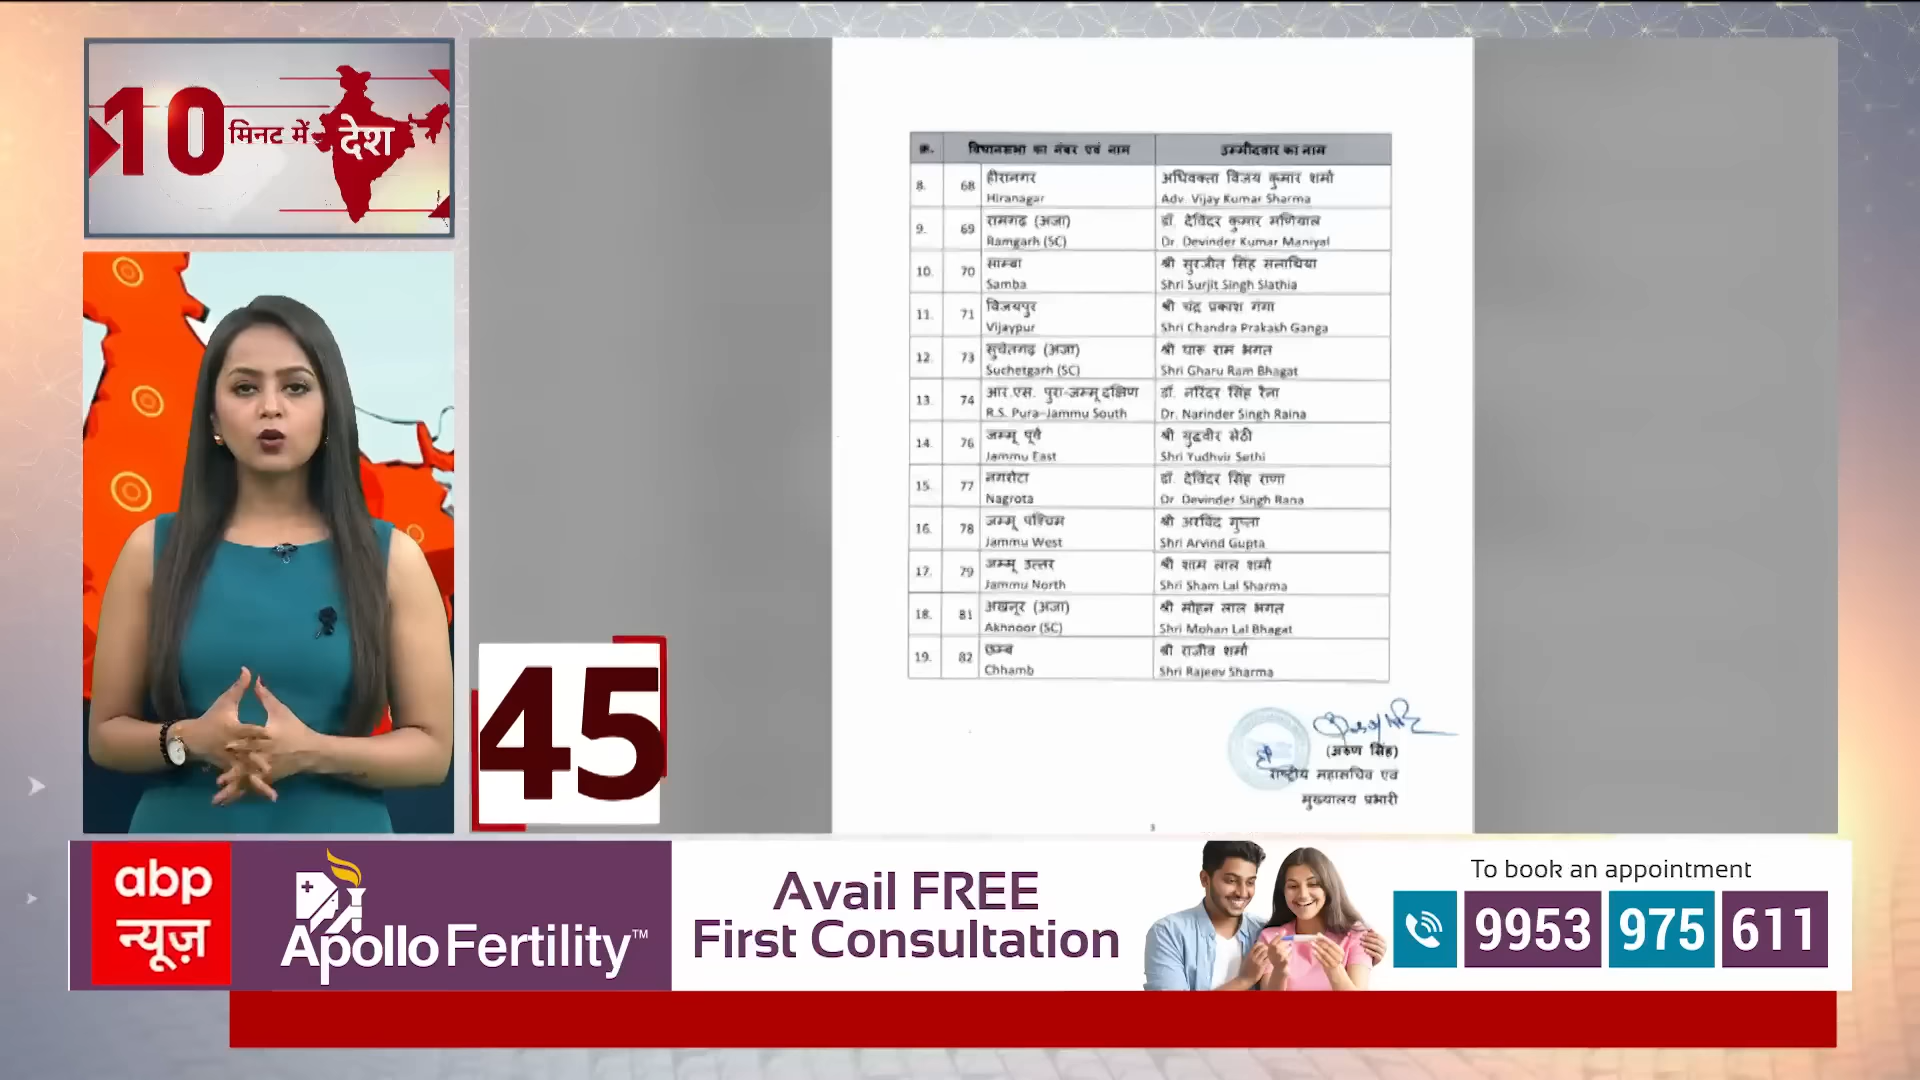 10 मिनट में देश
क्र. विधानसभा का नंबर एवं नाम उम्मीदवार का नाम
8. 68 हीरानगर अधिवक्ता विजय कुमार शर्मा
Hiranagar Adv. Vijay Kumar Sharma
9. 69 रामगढ़ (अजा) डॉ. देविंदर कुमार मणियाल
Ramgarh (SC) Dr. Devinder Kumar Maniyal
10. 70 साम्बा श्री सुरजीत सिंह सलाथिया
Samba Shri Surjit Singh Slathia
11. 71 विजयपुर श्री चंद्र प्रकाश गंगा
Vijaypur Shri Chandra Prakash Ganga
12. 73 सुचेतगढ़ (अजा) श्री घारू राम भगत
Suchetgarh (SC) Shri Gharu Ram Bhagat
13. 74 आर.एस. पुरा-जम्मू दक्षिण डॉ. नरिंदर सिंह रैना
R.S. Pura-Jammu South Dr. Narinder Singh Raina
14. 76 जम्मू पूर्व श्री युद्धवीर सेठी
Jammu East Shri Yudhvir Sethi
15. 77 नगरोटा डॉ. देविंदर सिंह राणा
Nagrota Dr. Devinder Singh Rana
16. 78 जम्मू पश्चिम श्री अरविंद गुप्ता
Jammu West Shri Arvind Gupta
17. 79 जम्मू उत्तर श्री शाम लाल शर्मा
Jammu North Shri Sham Lal Sharma
18. 81 अखनूर (अजा) श्री मोहन लाल भगत
Aknnoor (SC) Shri Mohan Lal Bhagat
19. 82 छम्ब श्री राजीव शर्मा
Chhamb Shri Rajeev Sharma
(अरुण सिंह)
राष्ट्रीय महासचिव एवं
मुख्यालय प्रभारी
3
45
abp
न्यूज़
Apollo Fertility™
Avail FREE
First Consultation
To book an appointment
9953 975 611